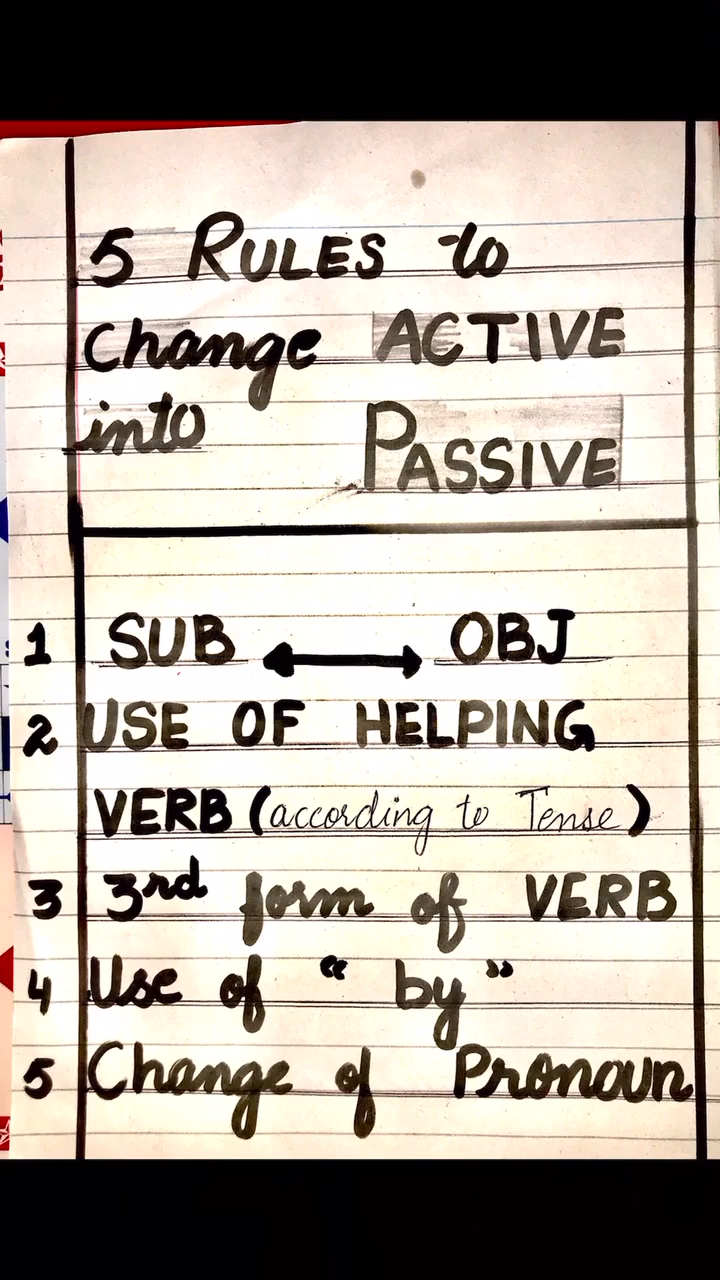 5 RULES to
Change ACTIVE
into PASSIVE
1 SUB ↔ OBJ
2 USE OF HELPING
VERB (according to Tense)
3 3rd form of VERB
4 Use of "by"
5 Change of Pronoun